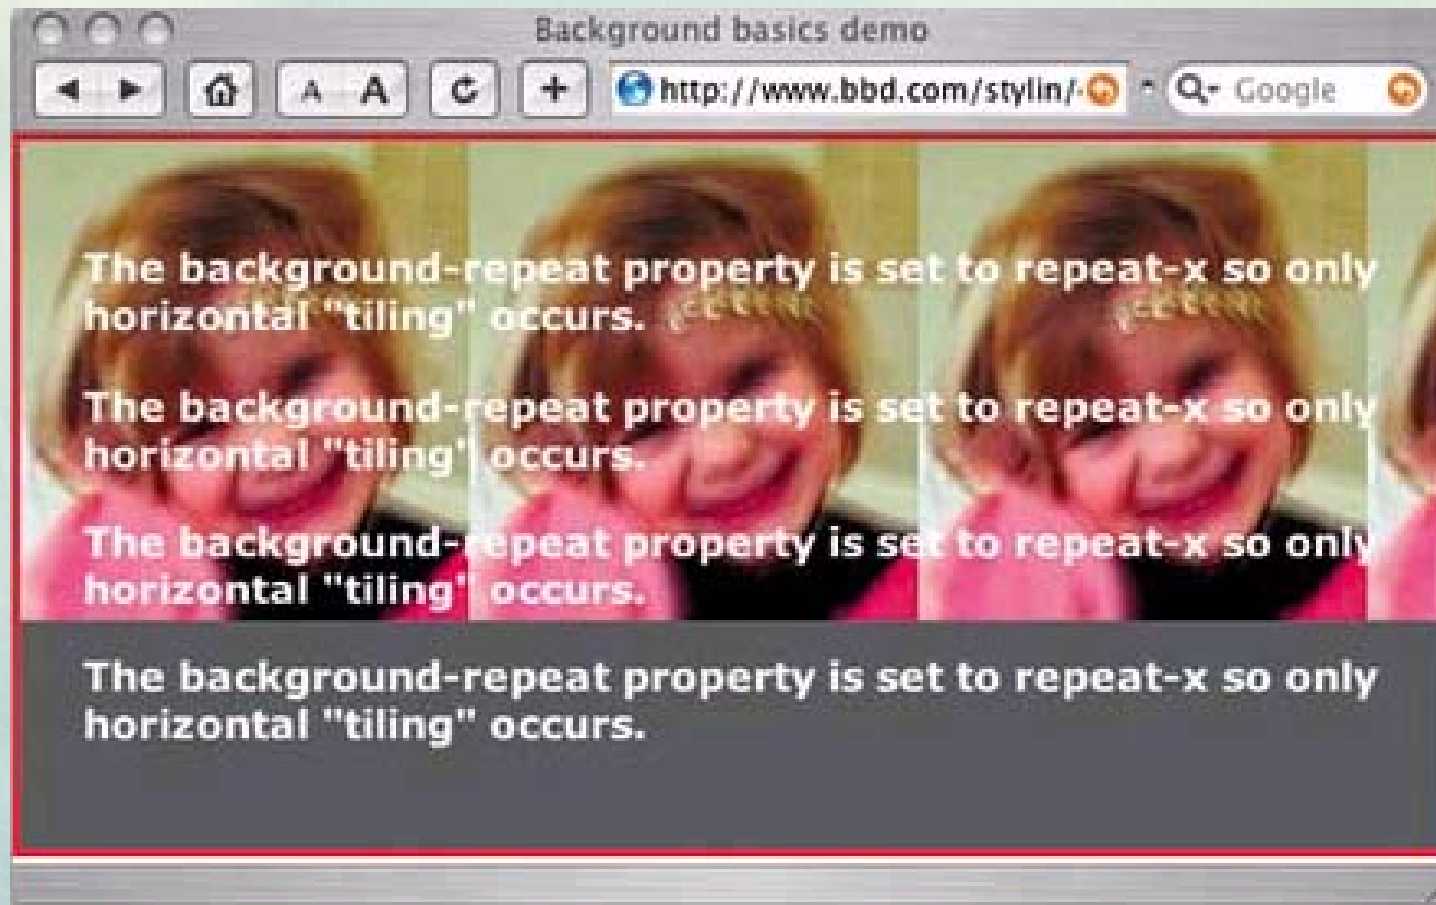 Background basics demo
A A + http://www.bbd.com/stylin/ Google
The background-repeat property is set to repeat-x so only
horizontal "tiling" occurs.
The background-repeat property is set to repeat-x so only
horizontal "tiling" occurs.
The background-repeat property is set to repeat-x so only
horizontal "tiling" occurs.
The background-repeat property is set to repeat-x so only
horizontal "tiling" occurs.